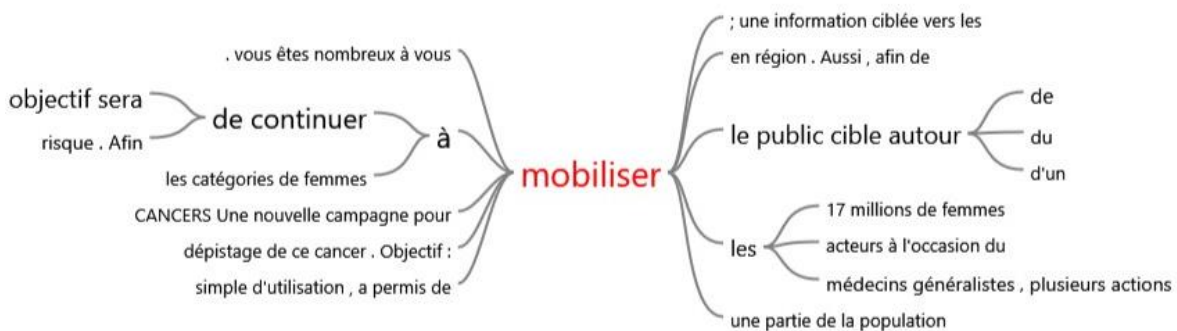 . vous êtes nombreux à vous
objectif sera
risque . Afin
de continuer
les catégories de femmes
à
CANCERS Une nouvelle campagne pour
dépistage de ce cancer . Objectif :
simple d'utilisation , a permis de
mobiliser
; une information ciblée vers les
en région . Aussi , afin de
le public cible autour
de
du
d'un
les
17 millions de femmes
acteurs à l'occasion du
médecins généralistes , plusieurs actions
une partie de la population